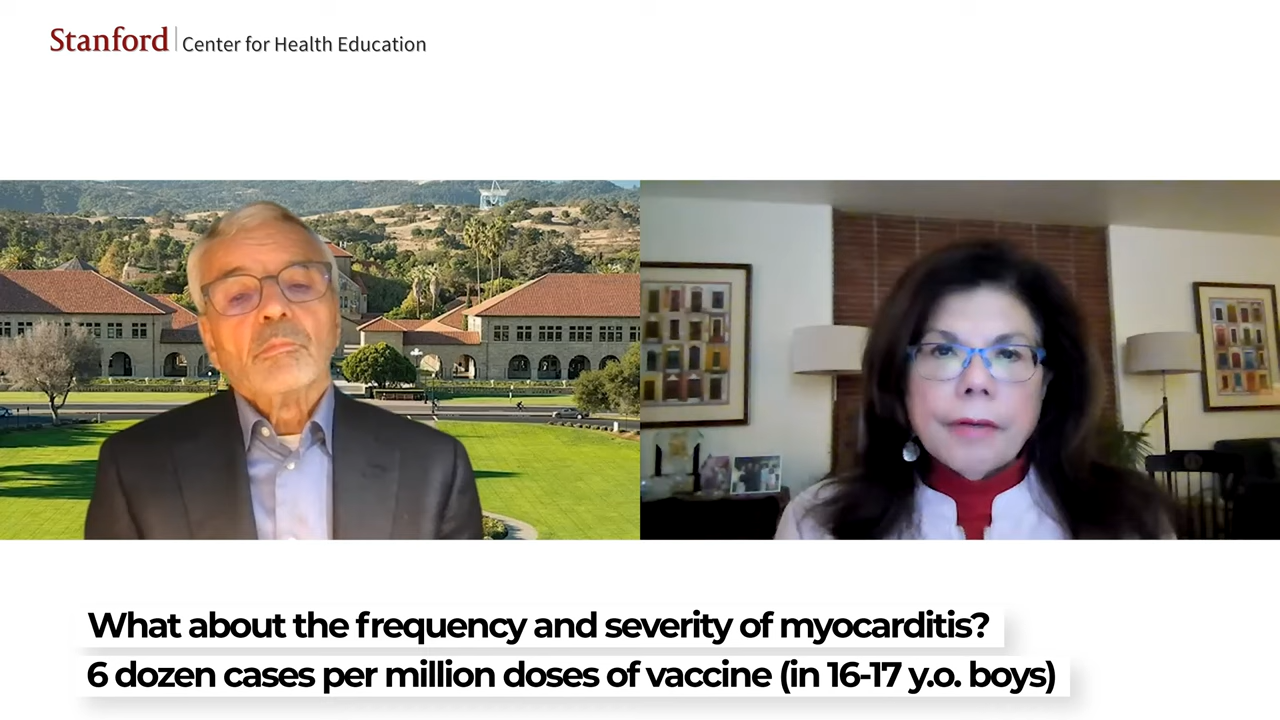 Stanford Center for Health Education
What about the frequency and severity of myocarditis?
6 dozen cases per million doses of vaccine (in 16-17 y.o. boys)